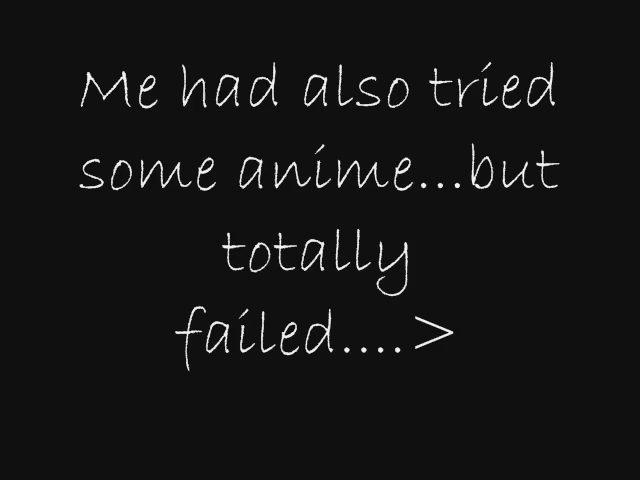 Me had also tried
some anime...but
totally
failed....>